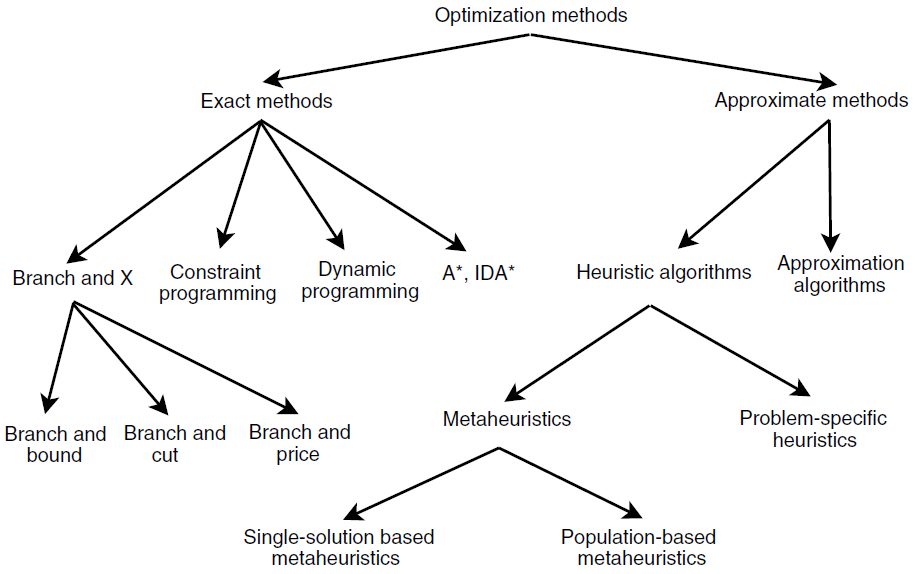 Optimization methods
Exact methods
Approximate methods
Branch and X
Constraint
programming
Dynamic
programming
A*, IDA*
Heuristic algorithms
Approximation
algorithms
Branch and
bound
Branch and
cut
Branch and
price
Metaheuristics
Problem-specific
heuristics
Single-solution based
metaheuristics
Population-based
metaheuristics